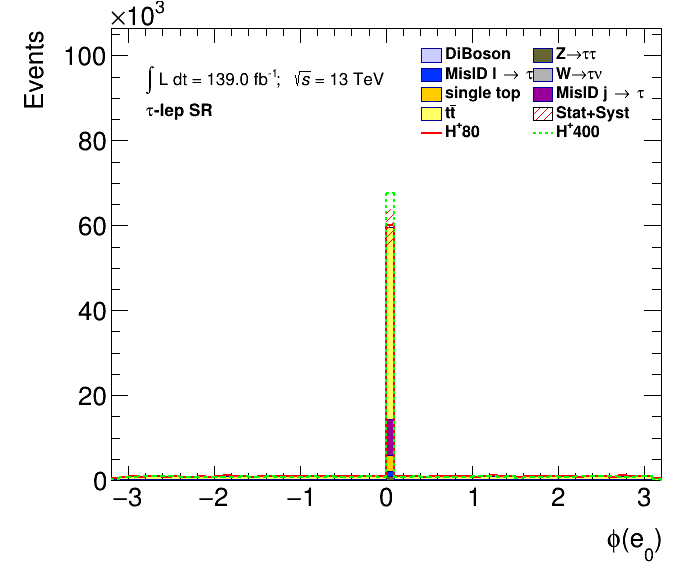 ×10³
Events
100
80
60
40
20
0
∫ L dt = 139.0 fb⁻¹; √s = 13 TeV
τ-lep SR
DiBoson
Z→ττ
MisID l → τ
W→τν
single top
MisID j → τ
tt̄
Stat+Syst
H⁺80
H⁺400
−3 −2 −1 0 1 2 3
ϕ(e₀)